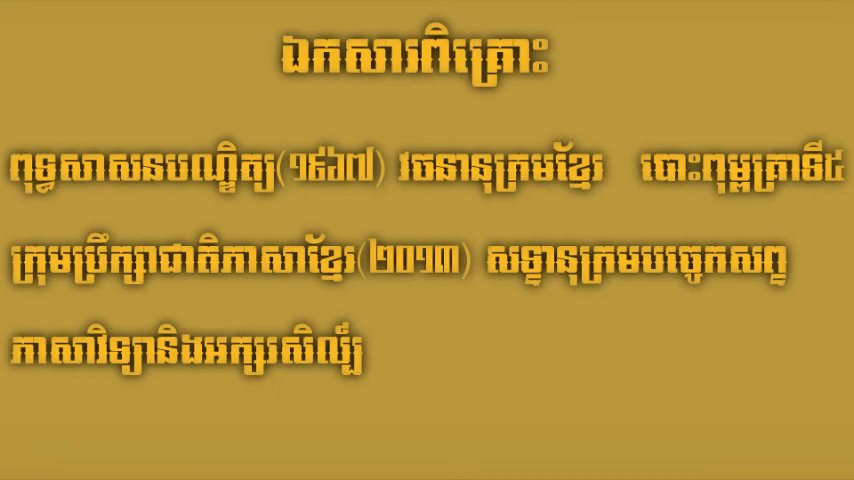 ឯកសារពិគ្រោះ
ពុទ្ធសាសនបណ្ឌិត្យ(១៩៦៧) វចនានុក្រមខ្មែរ បោះពុម្ពគ្រាទី៥
ក្រុមប្រឹក្សាជាតិភាសាខ្មែរ(២០១៣) សទ្ទានុក្រមបច្ចេកសព្ទ
ភាសាវិទ្យានិងអក្សរសិល្ប៍